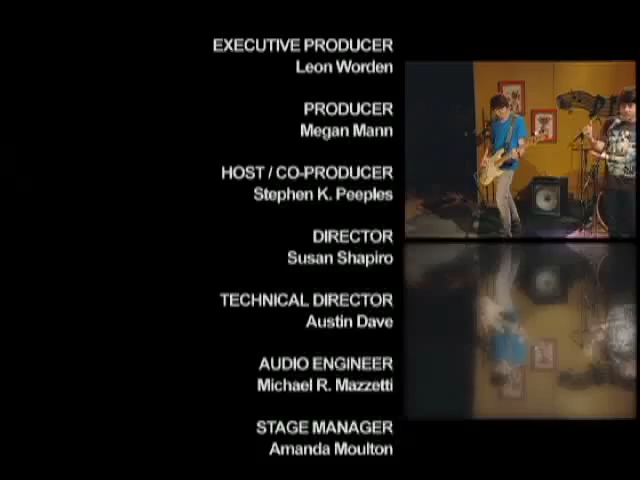 EXECUTIVE PRODUCER
Leon Worden
PRODUCER
Megan Mann
HOST / CO-PRODUCER
Stephen K. Peeples
DIRECTOR
Susan Shapiro
TECHNICAL DIRECTOR
Austin Dave
AUDIO ENGINEER
Michael R. Mazzetti
STAGE MANAGER
Amanda Moulton